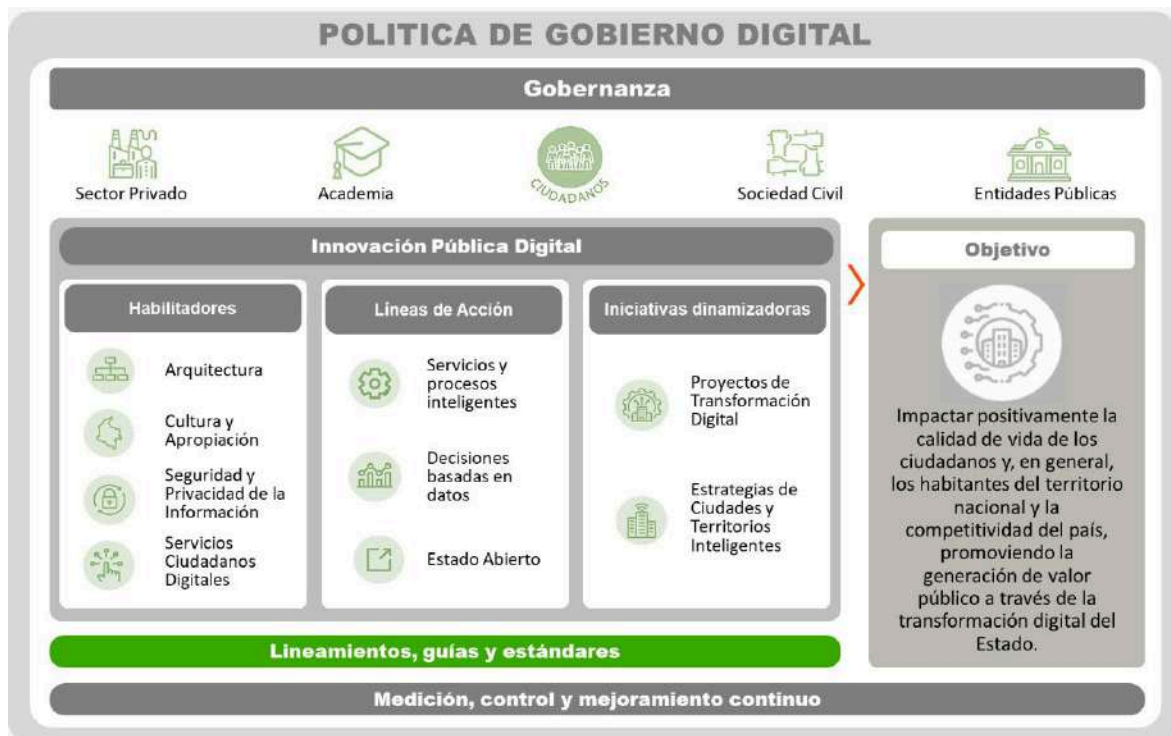 POLITICA DE GOBIERNO DIGITAL
Gobernanza
Sector Privado
Academia
CIUDADANOS
Sociedad Civil
Entidades Públicas
Innovación Pública Digital
Habilitadores
Arquitectura
Cultura y
Apropiación
Seguridad y
Privacidad de la
Información
Servicios
Ciudadanos
Digitales
Líneas de Acción
Servicios y
procesos
inteligentes
Decisiones
basadas en
datos
Estado Abierto
Iniciativas dinamizadoras
Proyectos de
Transformación
Digital
Estrategias de
Ciudades y
Territorios
Inteligentes
Objetivo
Impactar positivamente la
calidad de vida de los
ciudadanos y, en general,
los habitantes del territorio
nacional y la
competitividad del país,
promoviendo la
generación de valor
público a través de la
transformación digital del
Estado.
Lineamientos, guías y estándares
Medición, control y mejoramiento continuo